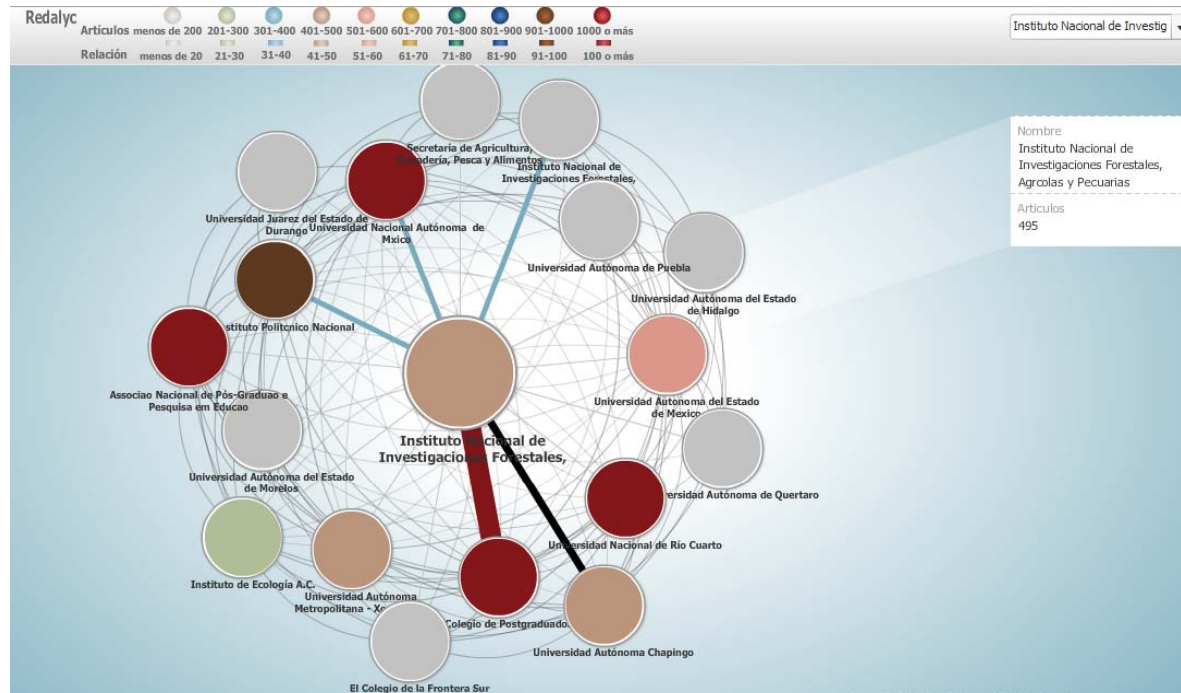 Redalyc
Artículos menos de 200 201-300 301-400 401-500 501-600 601-700 701-800 801-900 901-1000 1000 o más
Relación menos de 20 21-30 31-40 41-50 51-60 61-70 71-80 81-90 91-100 100 o más
Instituto Nacional de Investig
Nombre
Instituto Nacional de
Investigaciones Forestales,
Agrcolas y Pecuarias
Articulos
495
Secretaría de Agricultura,
Pesca y Alimentos
Instituto Nacional de
Investigaciones Forestales,
Universidad Juárez del Estado de
Durango
Universidad Nacional Autónoma de
Mxico
Universidad Autónoma de Puebla
Universidad Autónoma del Estado
de Hidalgo
stituto Politcnico Nacional
Associao Nacional de Pós-Graduao e
Pesquisa em Educao
Universidad Autónoma del Estado
de Mexico
Instituto Nacional de
Investigaciones Forestales,
Universidad Autónoma del Estado
de Morelos
ersidad Autónoma de Quertaro
Universidad Nacional de Río Cuarto
Instituto de Ecología A.C.
Universidad Autónoma
Metropolitana - Xo
Colegio de Postgraduado
Universidad Autónoma Chapingo
El Colegio de la Frontera Sur